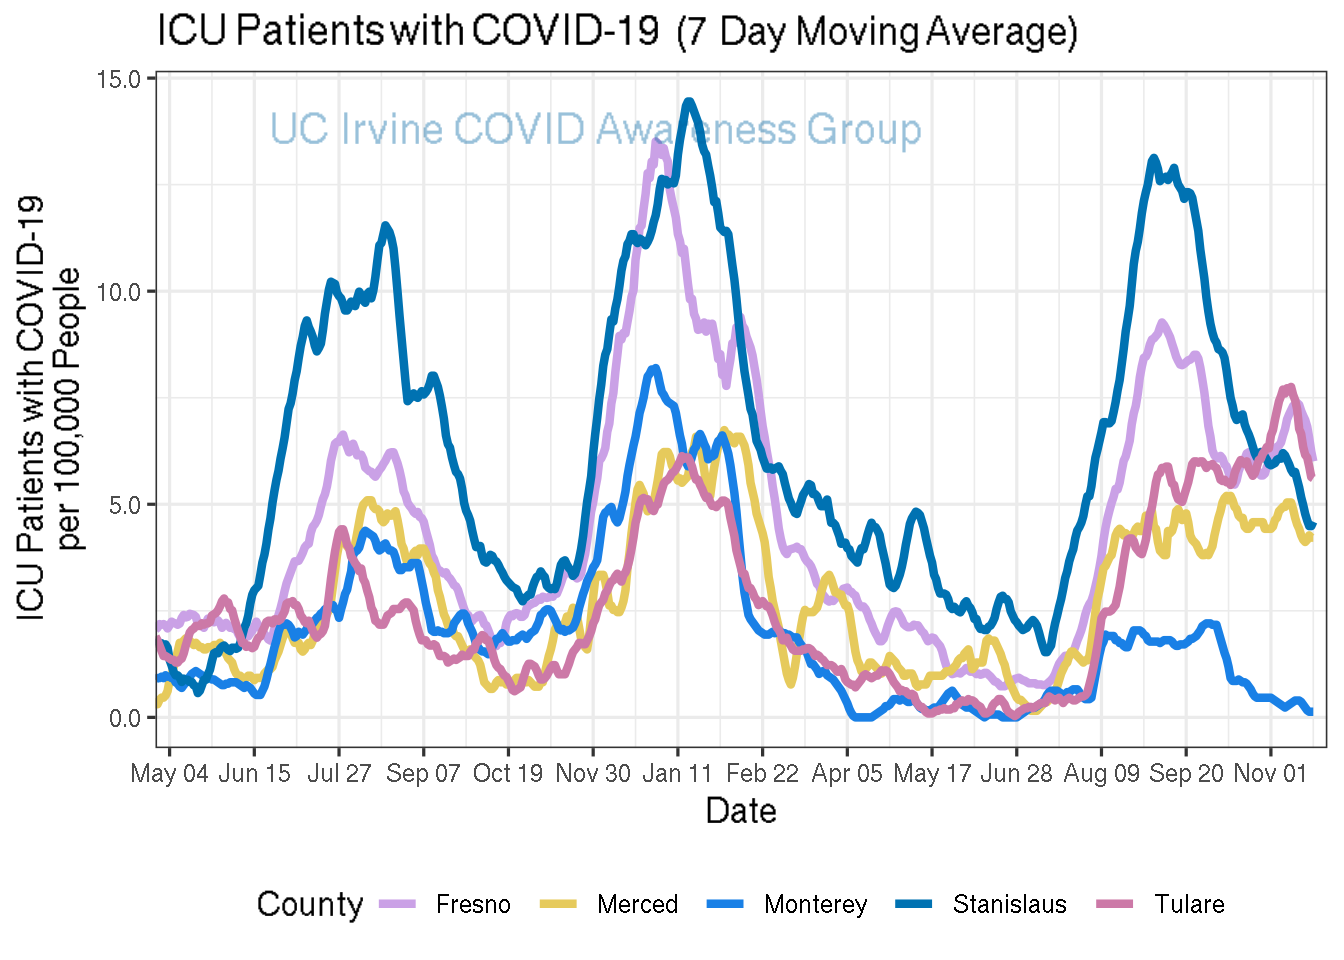 ICU Patients with COVID-19 (7 Day Moving Average)
UC Irvine COVID Awareness Group
ICU Patients with COVID-19
per 100,000 People
15.0
10.0
5.0
0.0
May 04 Jun 15 Jul 27 Sep 07 Oct 19 Nov 30 Jan 11 Feb 22 Apr 05 May 17 Jun 28 Aug 09 Sep 20 Nov 01
Date
County Fresno Merced Monterey Stanislaus Tulare